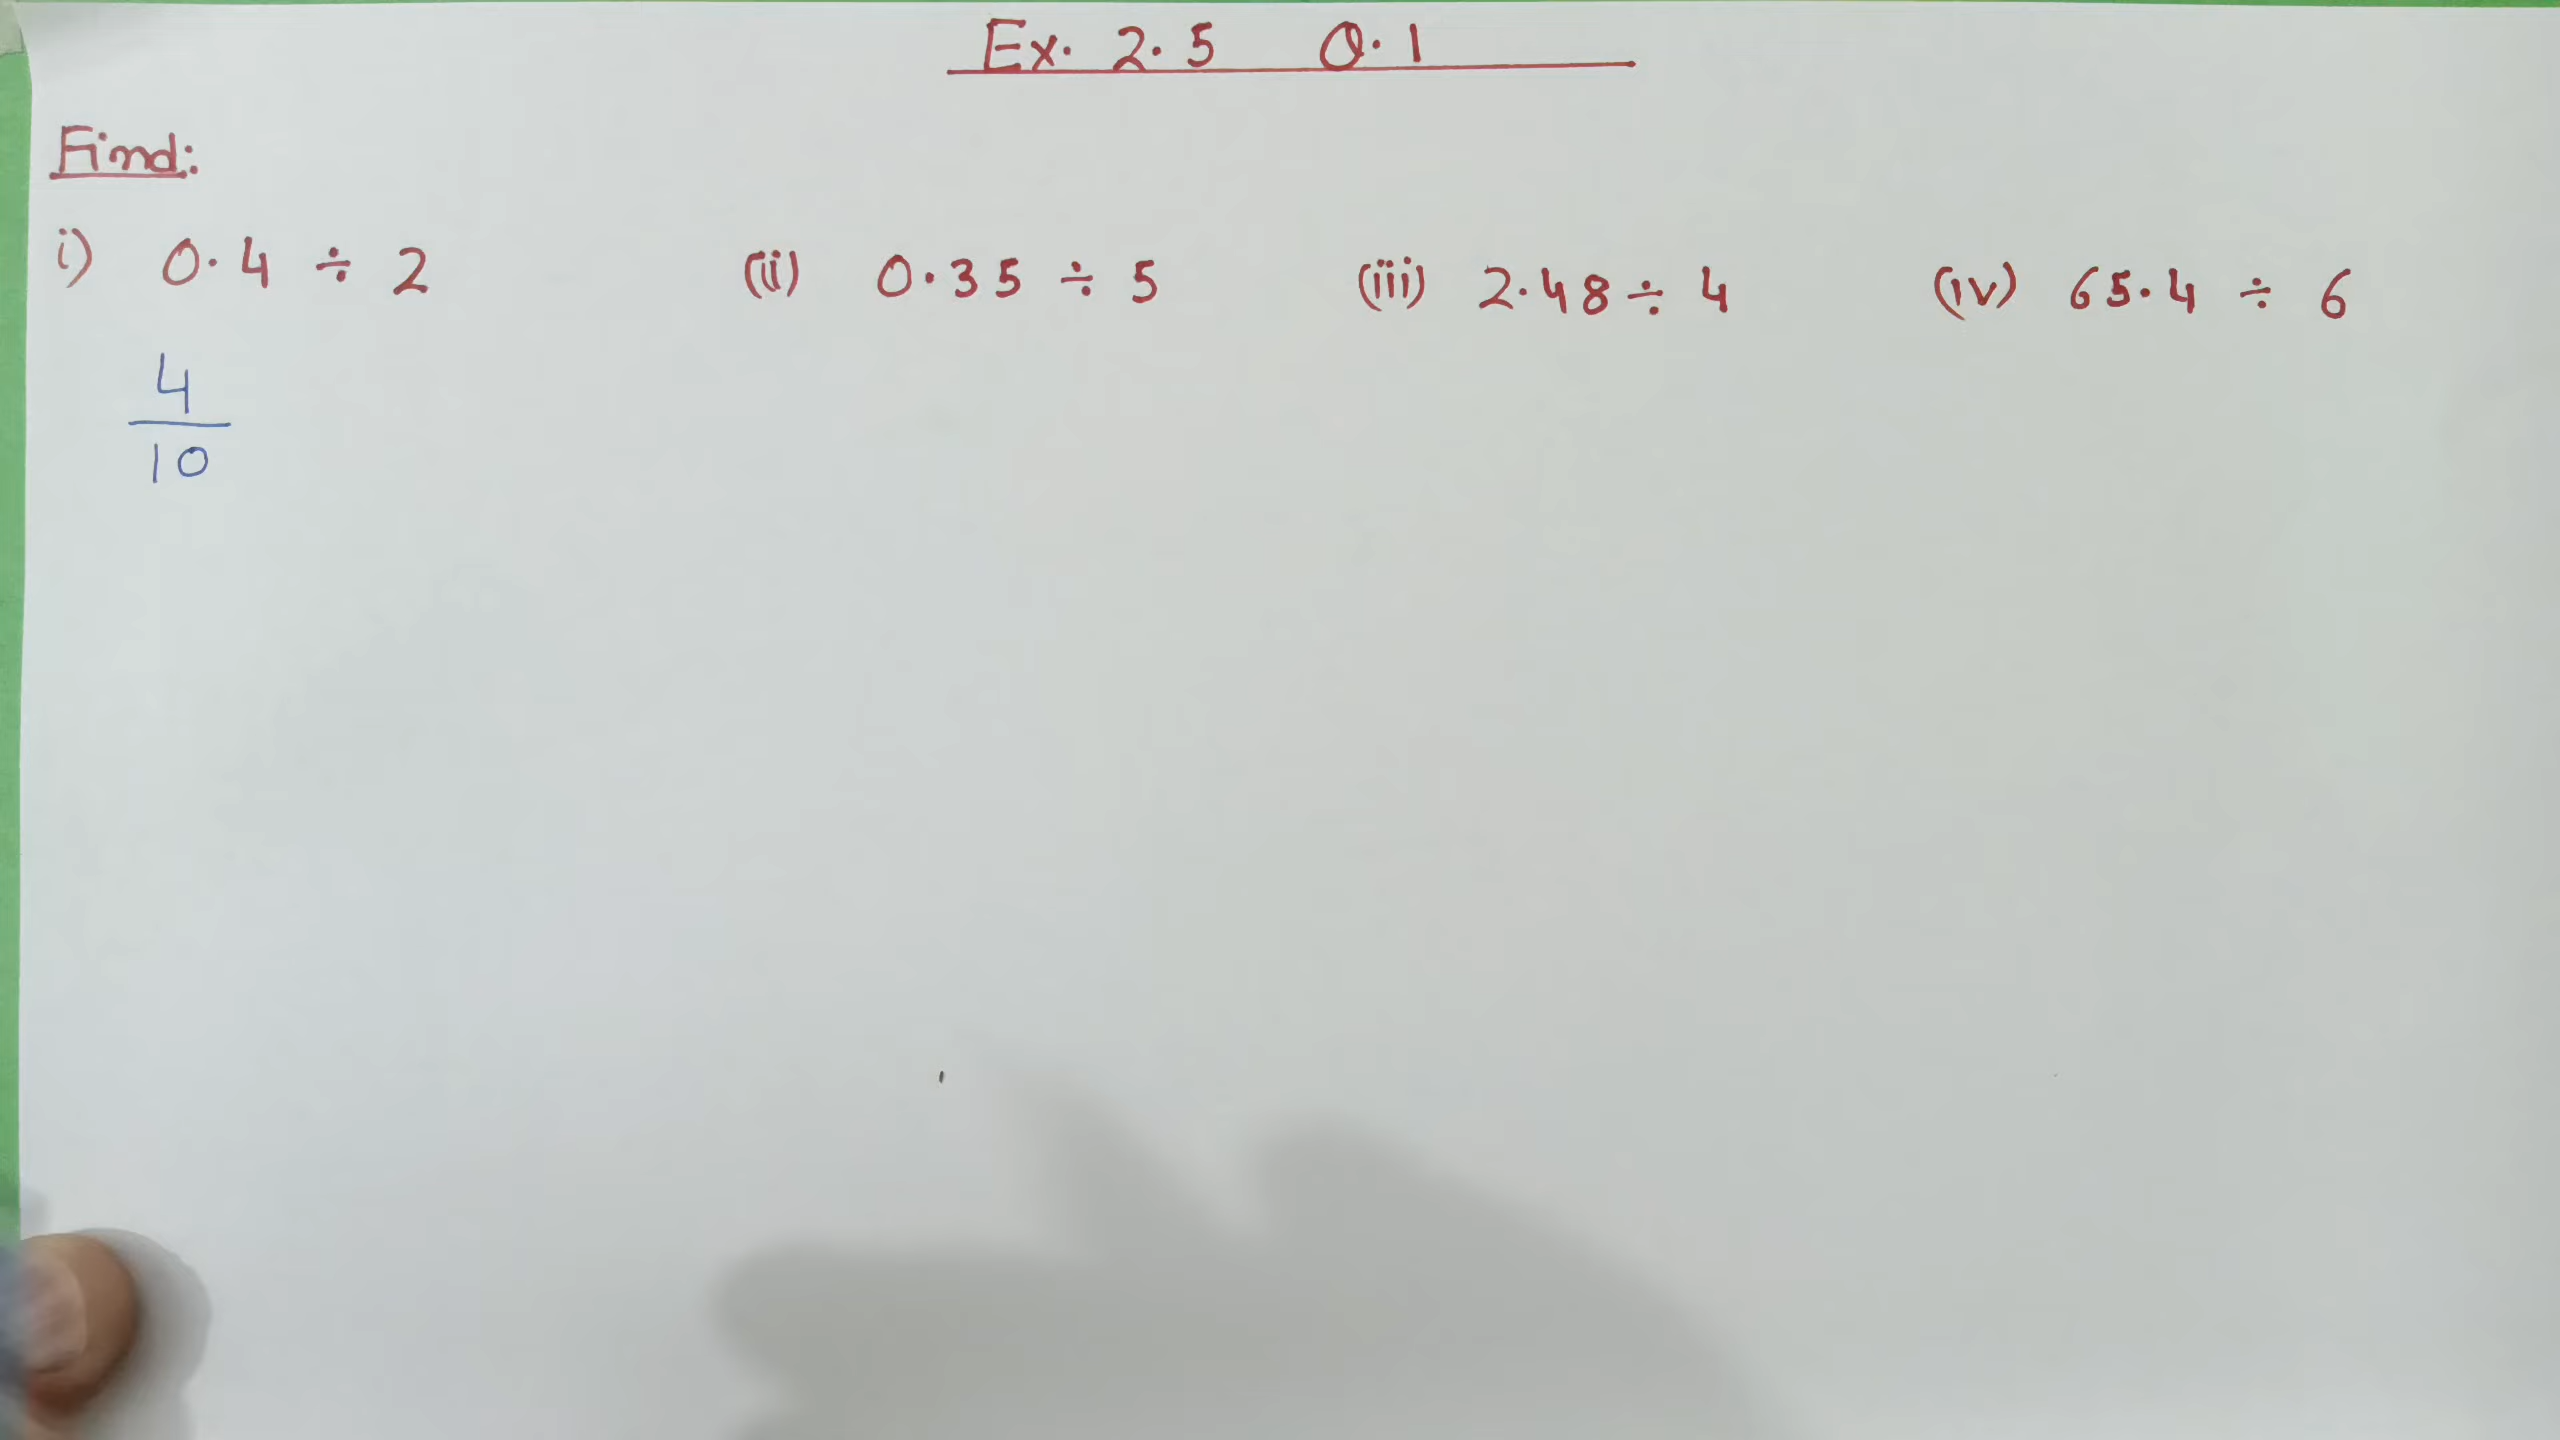 Ex. 2.5 Q.1
Find:
i) 0.4 ÷ 2 (ii) 0.35 ÷ 5 (iii) 2.48 ÷ 4 (iv) 65.4 ÷ 6
4
10